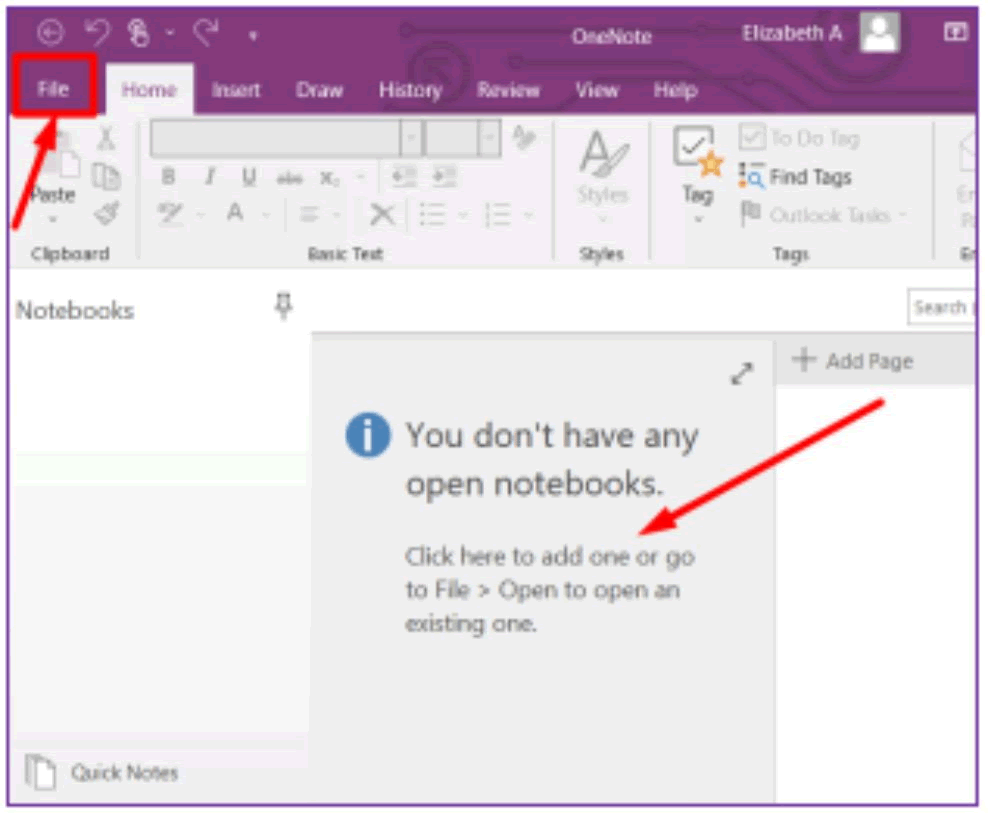 OneNote
Elizabeth A
File Home Insert Draw History Review View Help
To Do Tag
Paste
B I U abc X₂
Styles
Tag
Find Tags
A
Outlook Tasks
Clipboard
Basic Text
Styles
Tags
Notebooks
Search
Add Page
You don't have any
open notebooks.
Click here to add one or go
to File > Open to open an
existing one.
Quick Notes